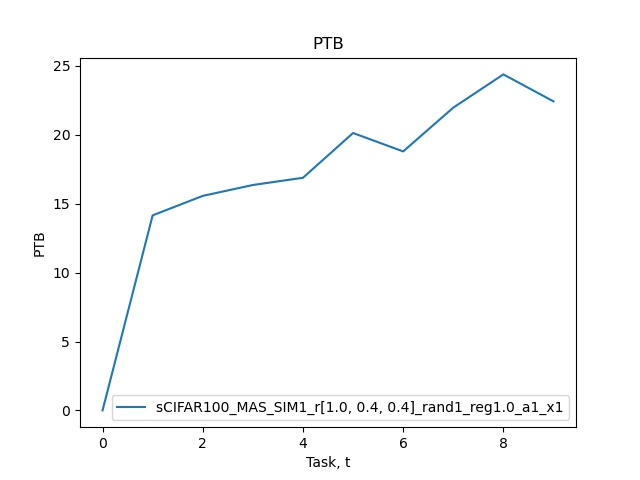 PTB
25
20
15
10
5
0
PTB
sCIFAR100_MAS_SIM1_r[1.0, 0.4, 0.4]_rand1_reg1.0_a1_x1
0 2 4 6 8
Task, t